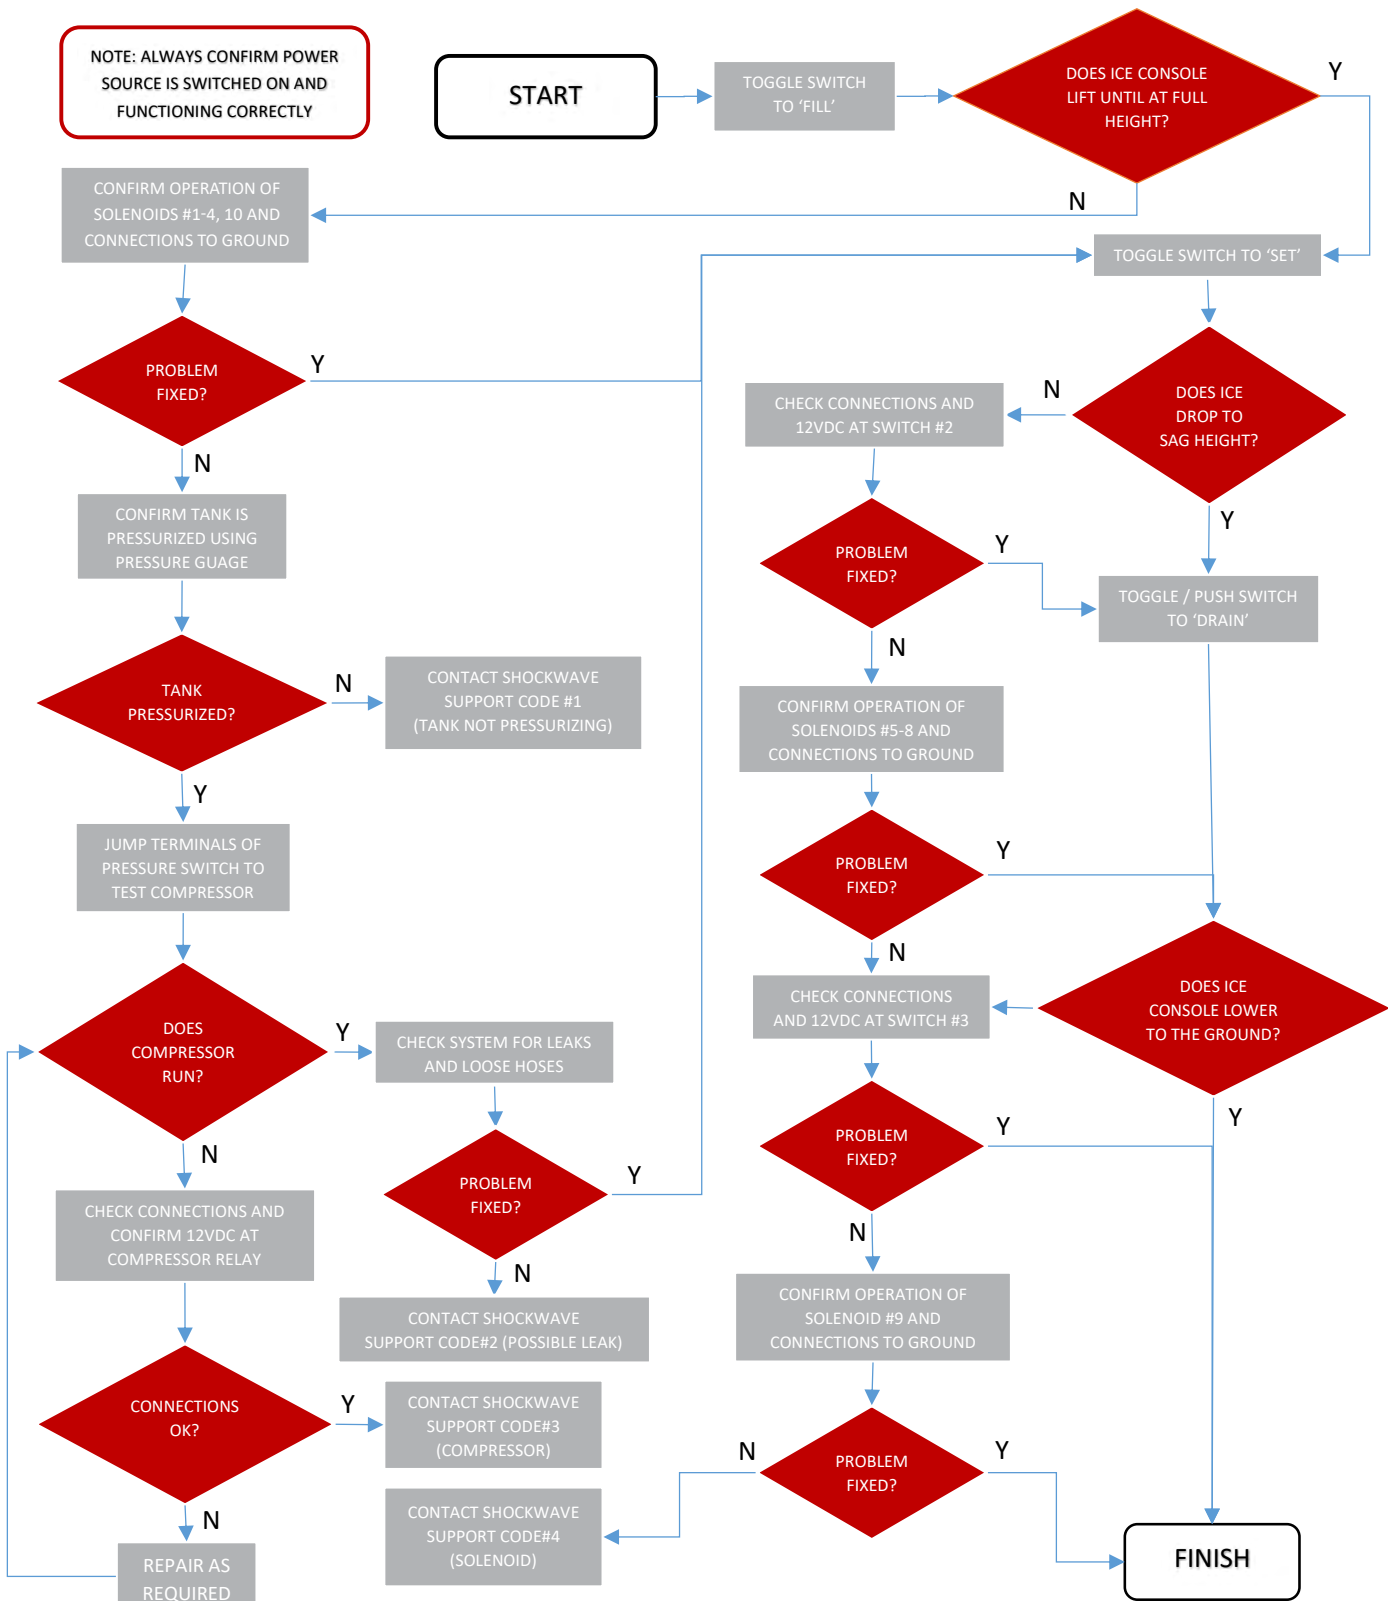 NOTE: ALWAYS CONFIRM POWER
SOURCE IS SWITCHED ON AND
FUNCTIONING CORRECTLY
START
TOGGLE SWITCH
TO ‘FILL’
DOES ICE CONSOLE
LIFT UNTIL AT FULL
HEIGHT?
Y
N
CONFIRM OPERATION OF
SOLENOIDS #1-4, 10 AND
CONNECTIONS TO GROUND
TOGGLE SWITCH TO ‘SET’
PROBLEM
FIXED?
Y
N
CONFIRM TANK IS
PRESSURIZED USING
PRESSURE GUAGE
TANK
PRESSURIZED?
N
CONTACT SHOCKWAVE
SUPPORT CODE #1
(TANK NOT PRESSURIZING)
Y
JUMP TERMINALS OF
PRESSURE SWITCH TO
TEST COMPRESSOR
DOES
COMPRESSOR
RUN?
Y
CHECK SYSTEM FOR LEAKS
AND LOOSE HOSES
N
PROBLEM
FIXED?
Y
N
CONTACT SHOCKWAVE
SUPPORT CODE#2 (POSSIBLE LEAK)
CHECK CONNECTIONS AND
CONFIRM 12VDC AT
COMPRESSOR RELAY
CONNECTIONS
OK?
Y
CONTACT SHOCKWAVE
SUPPORT CODE#3
(COMPRESSOR)
N
REPAIR AS
REQUIRED
DOES ICE
DROP TO
SAG HEIGHT?
N
CHECK CONNECTIONS AND
12VDC AT SWITCH #2
Y
PROBLEM
FIXED?
Y
TOGGLE / PUSH SWITCH
TO ‘DRAIN’
N
CONFIRM OPERATION OF
SOLENOIDS #5-8 AND
CONNECTIONS TO GROUND
PROBLEM
FIXED?
Y
N
DOES ICE
CONSOLE LOWER
TO THE GROUND?
CHECK CONNECTIONS
AND 12VDC AT SWITCH #3
Y
PROBLEM
FIXED?
Y
N
CONFIRM OPERATION OF
SOLENOID #9 AND
CONNECTIONS TO GROUND
PROBLEM
FIXED?
N
Y
CONTACT SHOCKWAVE
SUPPORT CODE#4
(SOLENOID)
FINISH